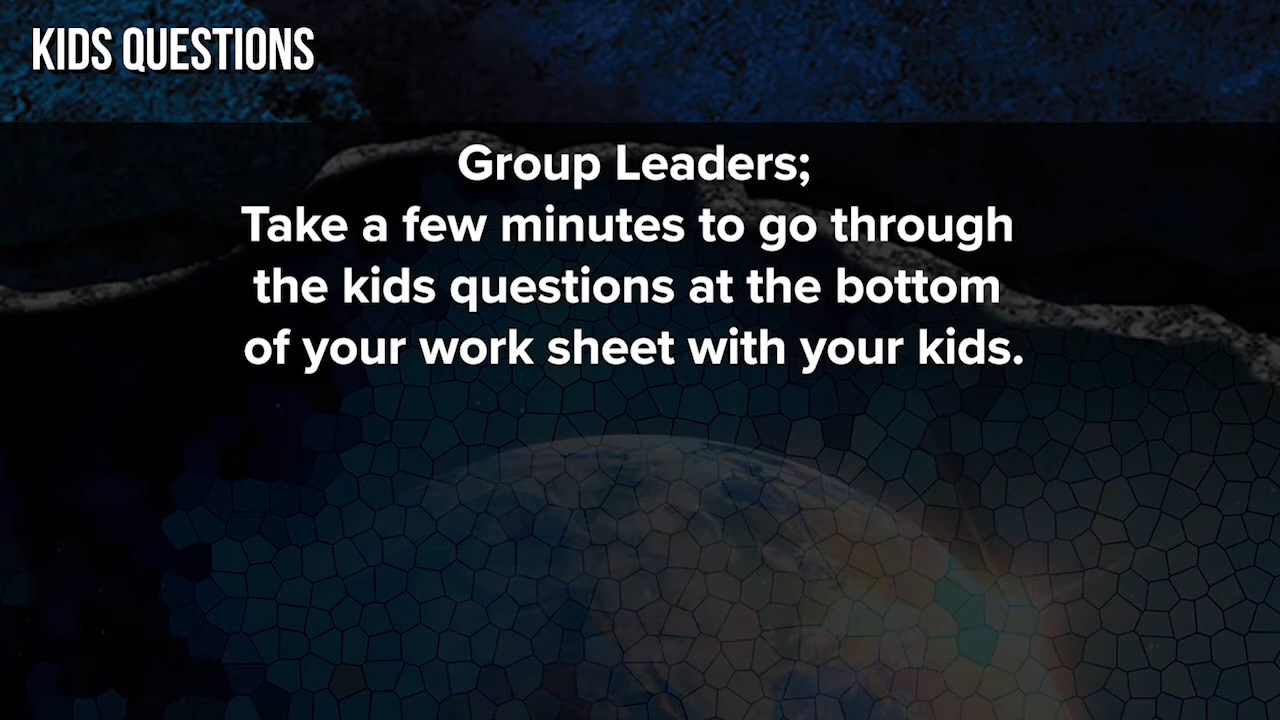 KIDS QUESTIONS
Group Leaders;
Take a few minutes to go through
the kids questions at the bottom
of your work sheet with your kids.